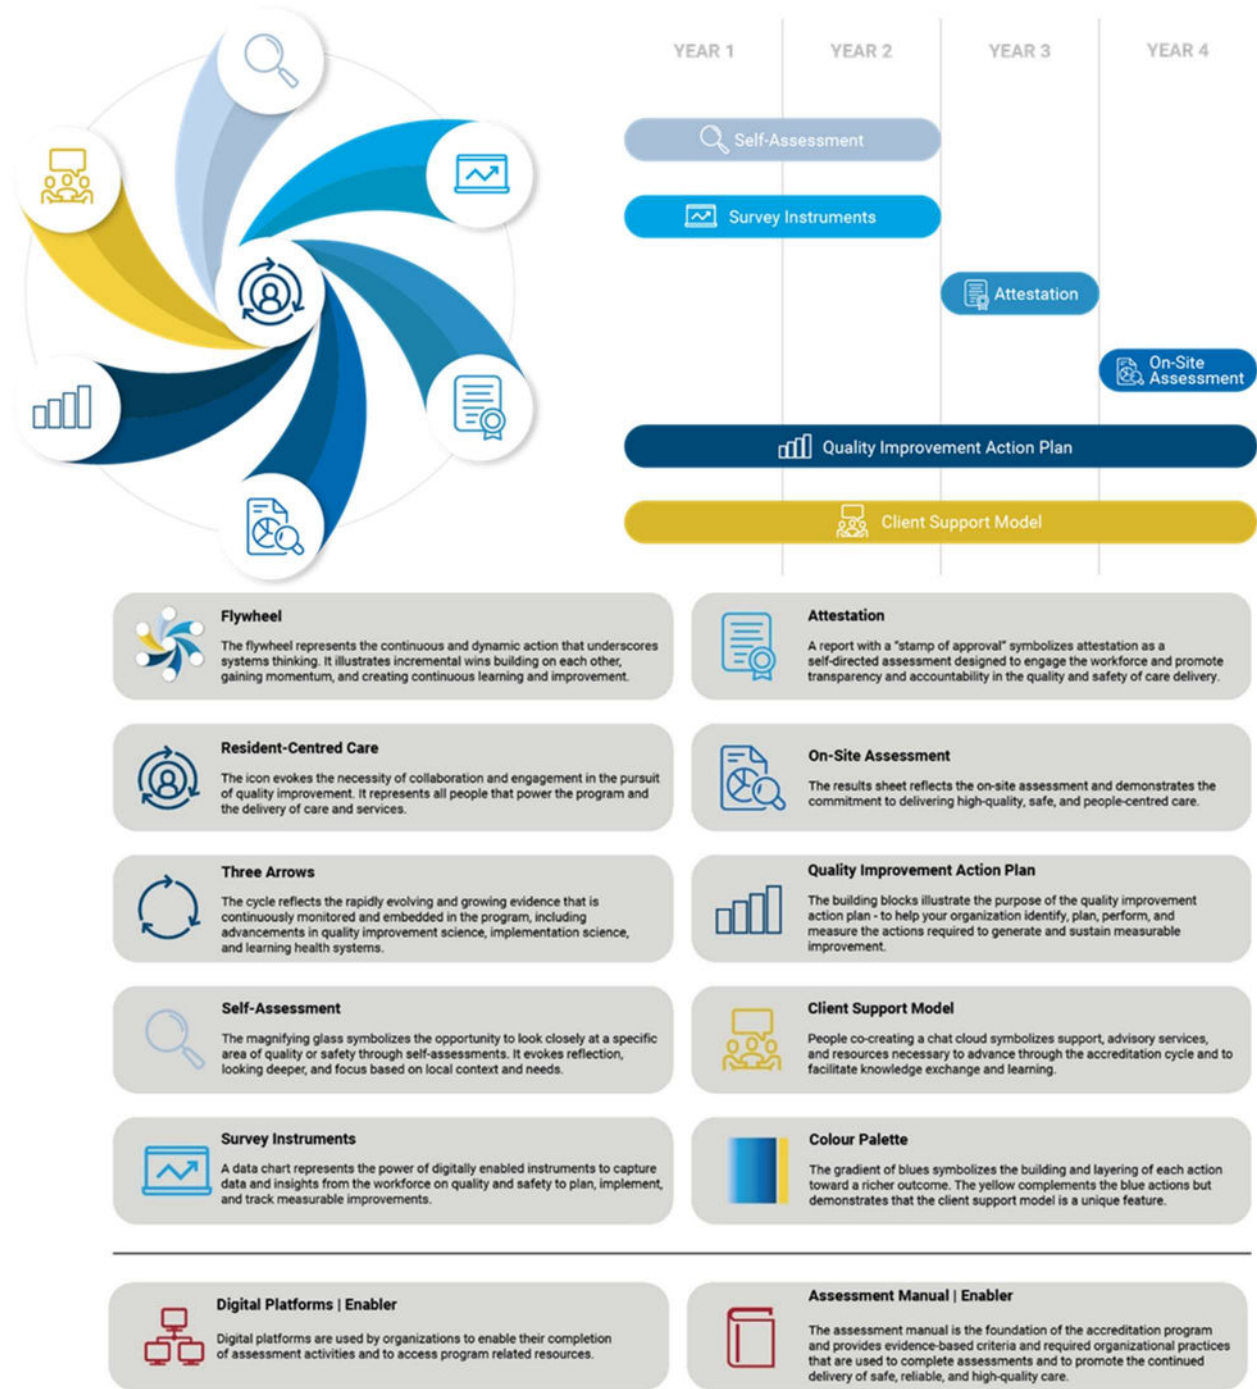 YEAR 1
YEAR 2
YEAR 3
YEAR 4
Self-Assessment
Survey Instruments
Attestation
On-Site
Assessment
Quality Improvement Action Plan
Client Support Model
Flywheel
The flywheel represents the continuous and dynamic action that underscores
systems thinking. It illustrates incremental wins building on each other,
gaining momentum, and creating continuous learning and improvement.
Attestation
A report with a "stamp of approval" symbolizes attestation as a
self-directed assessment designed to engage the workforce and promote
transparency and accountability in the quality and safety of care delivery.
Resident-Centred Care
The icon evokes the necessity of collaboration and engagement in the pursuit
of quality improvement. It represents all people that power the program and
the delivery of care and services.
On-Site Assessment
The results sheet reflects the on-site assessment and demonstrates the
commitment to delivering high-quality, safe, and people-centred care.
Three Arrows
The cycle reflects the rapidly evolving and growing evidence that is
continuously monitored and embedded in the program, including
advancements in quality improvement science, implementation science,
and learning health systems.
Quality Improvement Action Plan
The building blocks illustrate the purpose of the quality improvement
action plan - to help your organization identify, plan, perform, and
measure the actions required to generate and sustain measurable
improvement.
Self-Assessment
The magnifying glass symbolizes the opportunity to look closely at a specific
area of quality or safety through self-assessments. It evokes reflection,
looking deeper, and focus based on local context and needs.
Client Support Model
People co-creating a chat cloud symbolizes support, advisory services,
and resources necessary to advance through the accreditation cycle and to
facilitate knowledge exchange and learning.
Survey Instruments
A data chart represents the power of digitally enabled instruments to capture
data and insights from the workforce on quality and safety to plan, implement,
and track measurable improvements.
Colour Palette
The gradient of blues symbolizes the building and layering of each action
toward a richer outcome. The yellow complements the blue actions but
demonstrates that the client support model is a unique feature.
Digital Platforms | Enabler
Digital platforms are used by organizations to enable their completion
of assessment activities and to access program related resources.
Assessment Manual | Enabler
The assessment manual is the foundation of the accreditation program
and provides evidence-based criteria and required organizational practices
that are used to complete assessments and to promote the continued
delivery of safe, reliable, and high-quality care.